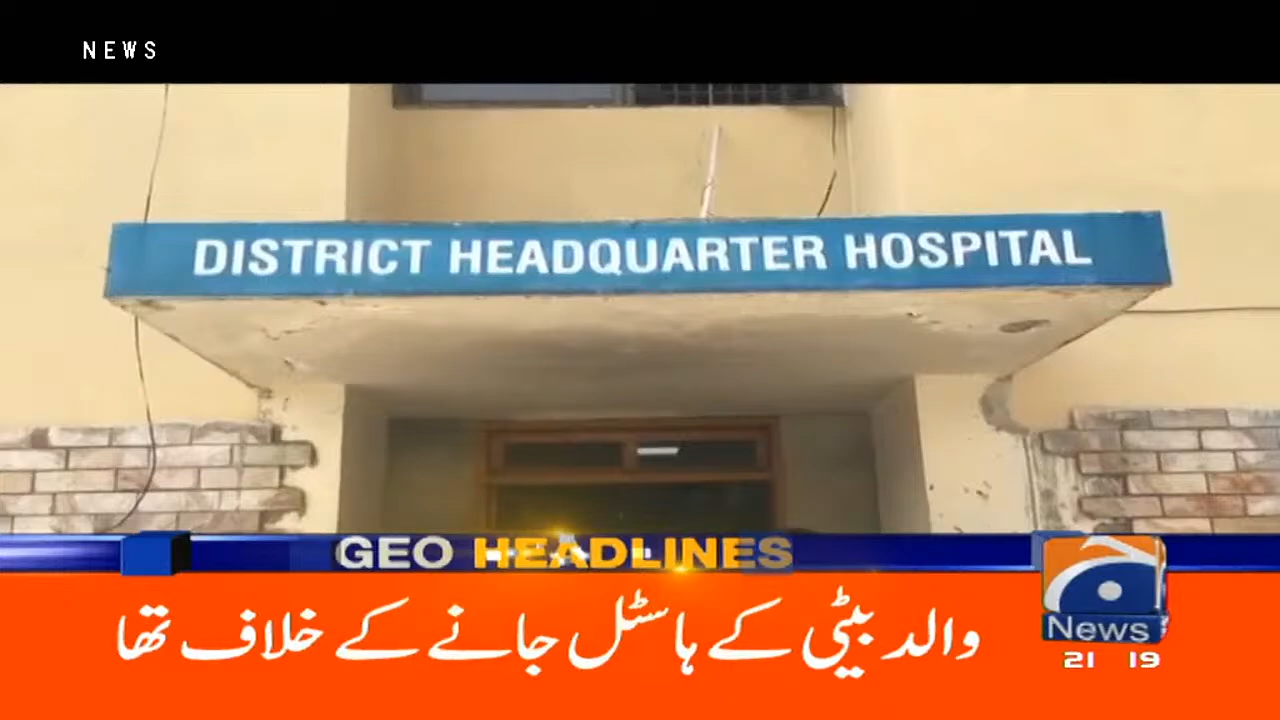 NEWS
DISTRICT HEADQUARTER HOSPITAL
GEO HEADLINES
والد بیٹی کے ہاسٹل جانے کے خلاف تھا
News
21 19